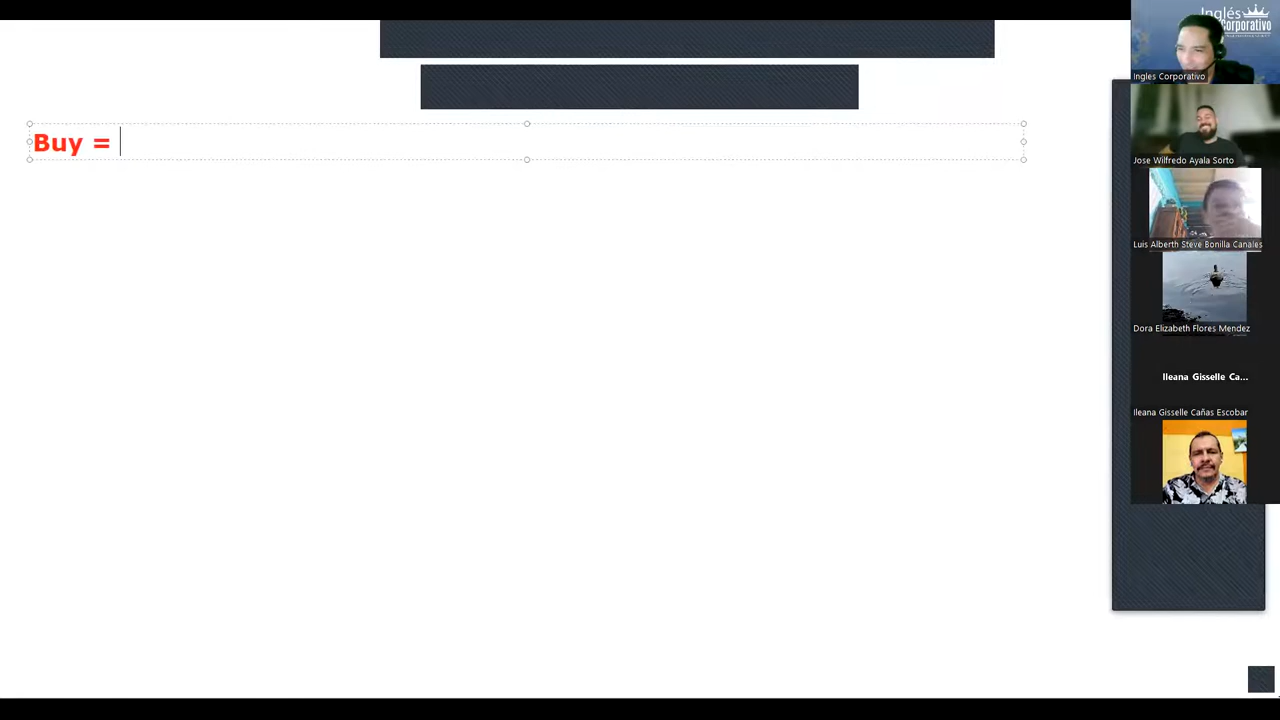 Buy =
Inglés
Corporativo
Ingles Corporativo
Jose Wilfredo Ayala Sorto
Luis Alberth Steve Bonilla Canales
Dora Elizabeth Flores Mendez
Ileana Gisselle Ca...
Ileana Gisselle Cañas Escobar